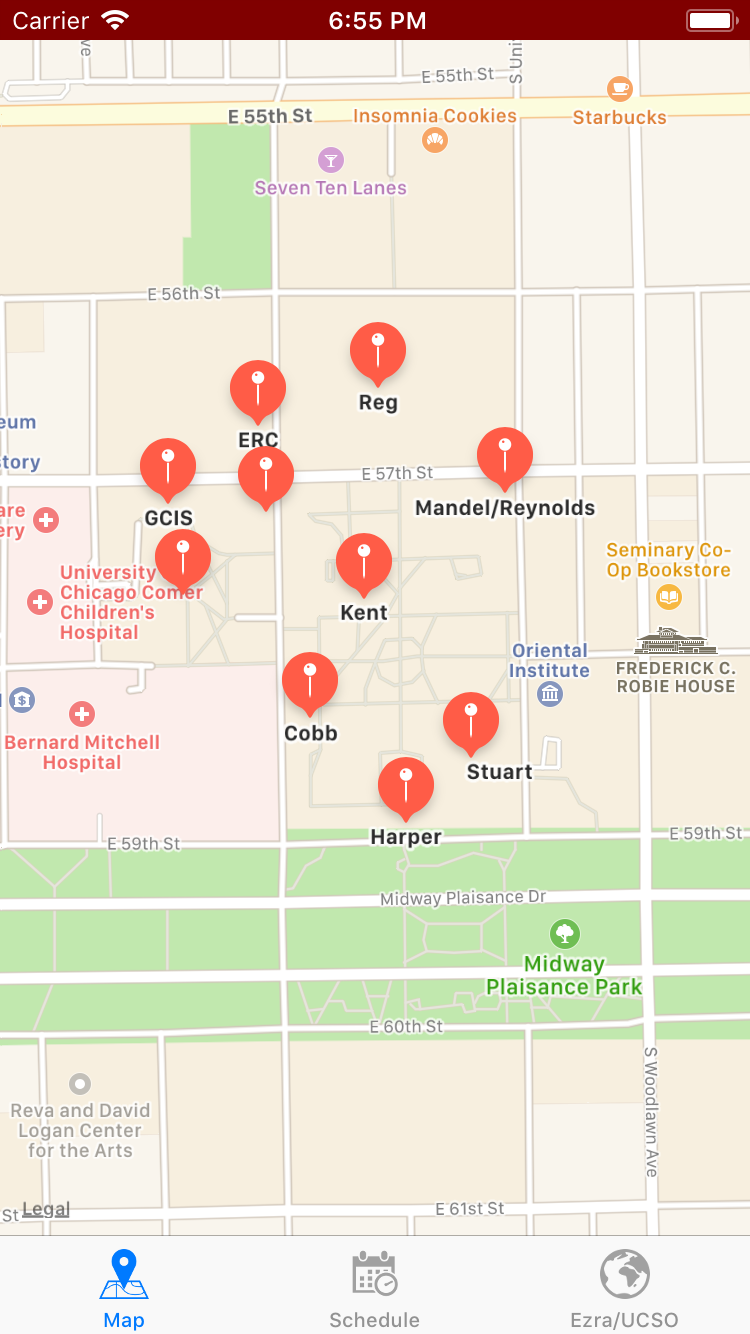 Carrier
6:55 PM
ve
E 55th St
S Uni
E 55th St
Insomnia Cookies
Starbucks
Seven Ten Lanes
E 56th St
Reg
ERC
eum
tory
E 57th St
GCIS
Mandel/Reynolds
are
ery
Seminary Co-
Op Bookstore
University
Chicago Comer
Children's
Hospital
Kent
Oriental
Institute
FREDERICK C.
ROBIE HOUSE
Cobb
Bernard Mitchell
Hospital
Stuart
Harper
E 59th St
E 59th St
Midway Plaisance Dr
Midway
Plaisance Park
E 60th St
S Woodlawn Ave
Reva and David
Logan Center
for the Arts
St
Legal
E 61st St
Map
Schedule
Ezra/UCSO